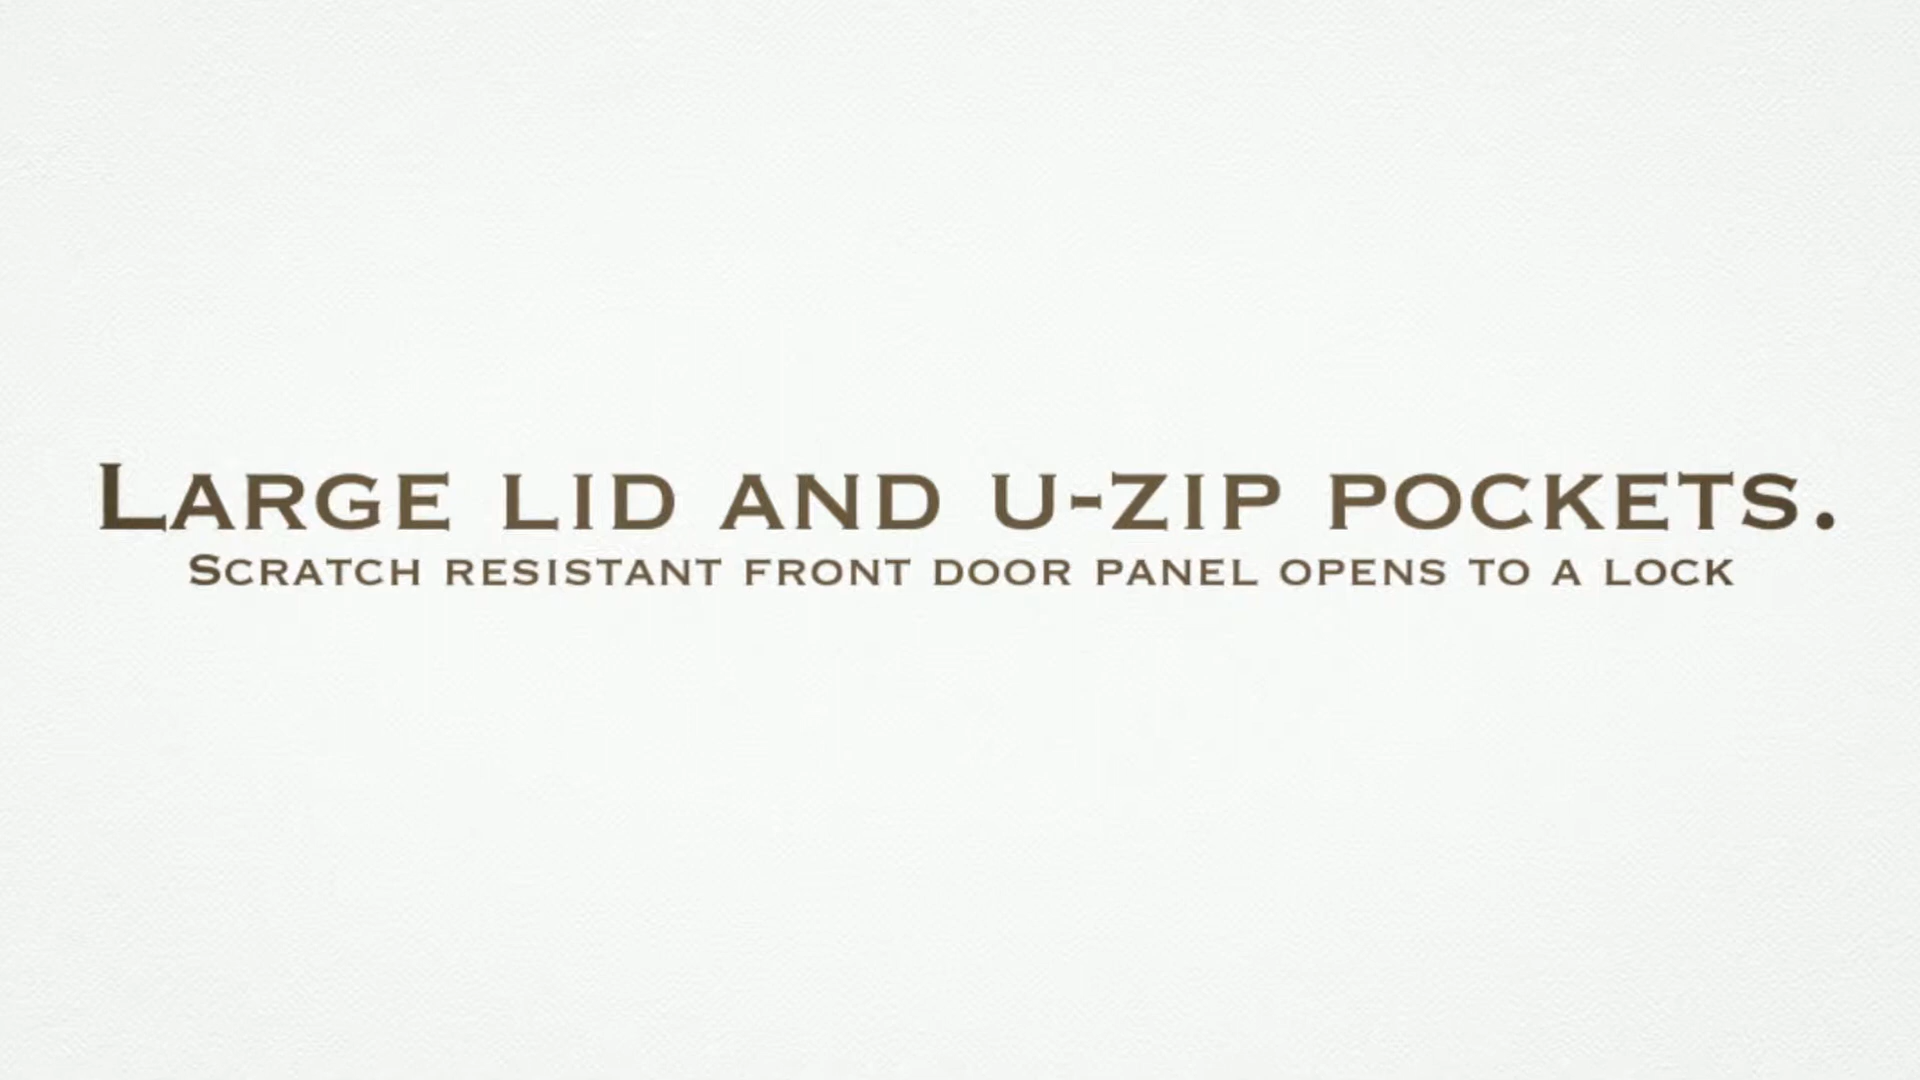 Large lid and u-zip pockets.
Scratch resistant front door panel opens to a lock